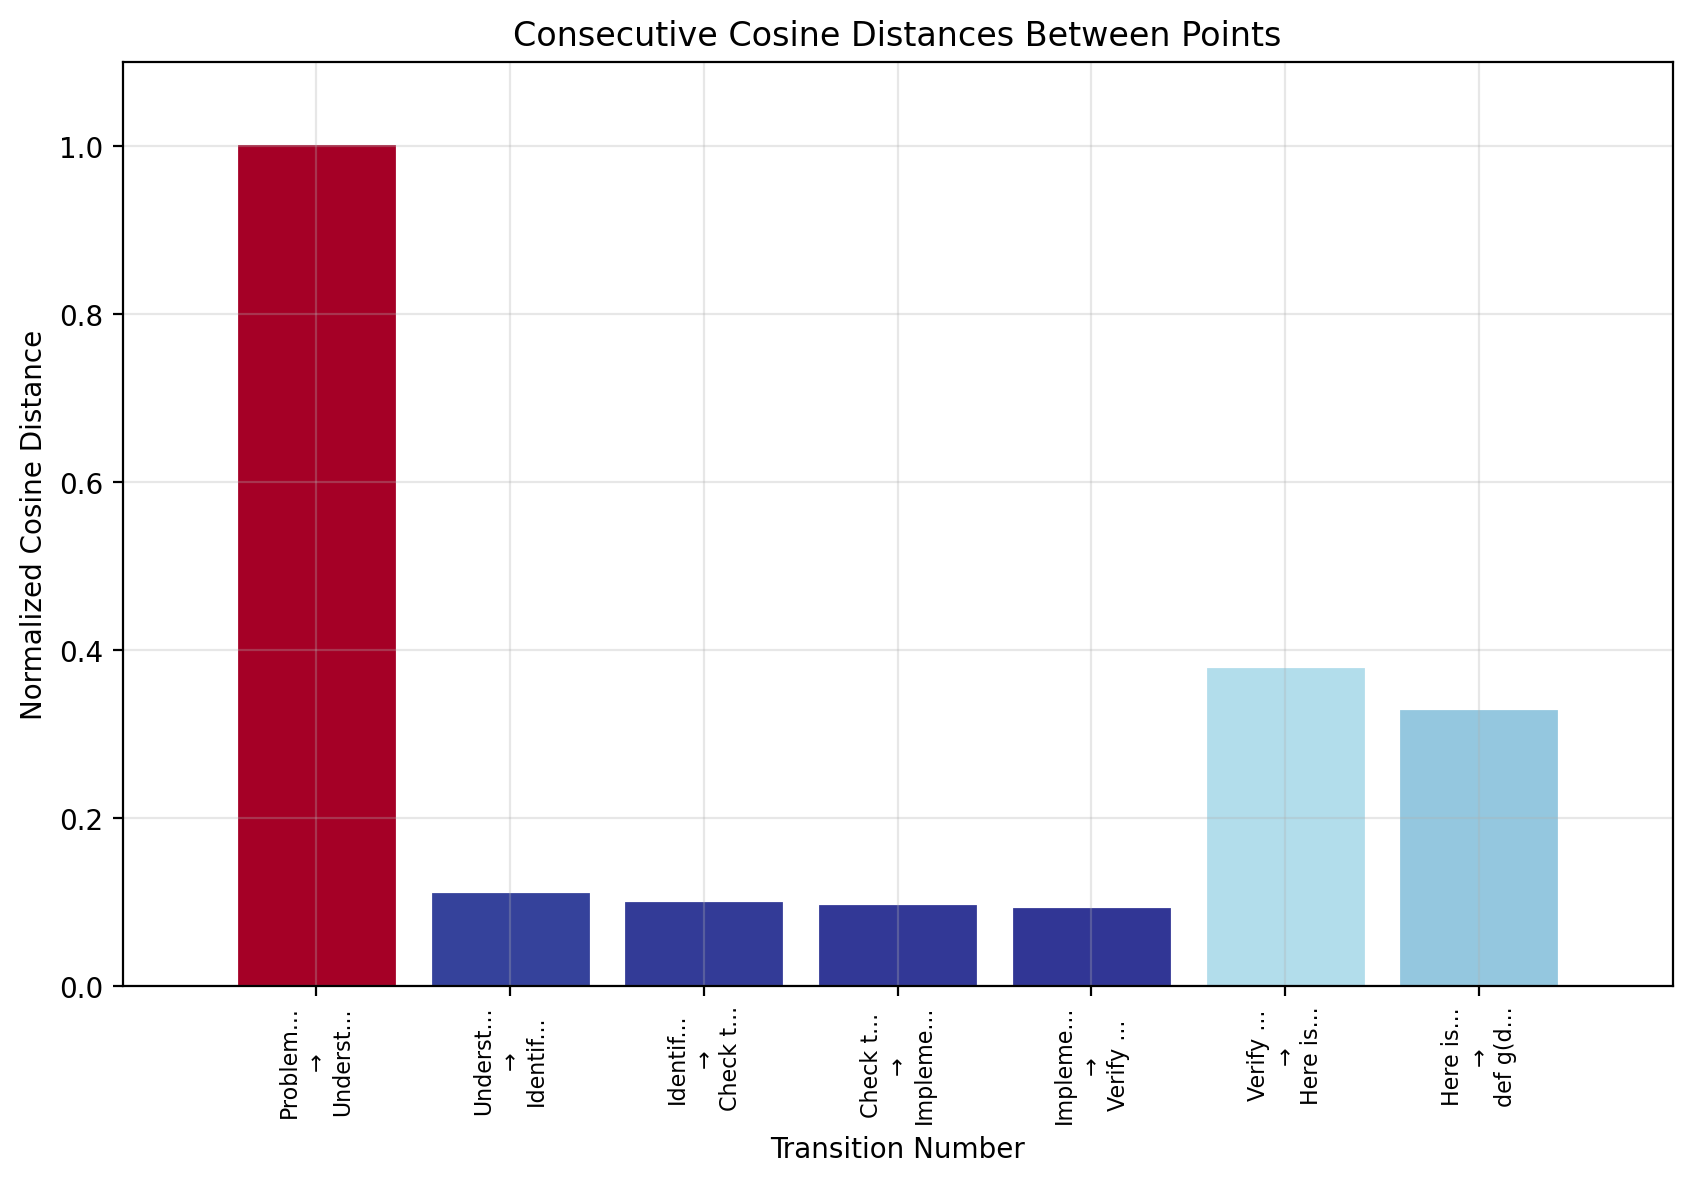 Consecutive Cosine Distances Between Points
Normalized Cosine Distance
1.0
0.8
0.6
0.4
0.2
0.0
Problem...
→
Underst...
Underst...
→
Identif...
Identif...
→
Check t...
Check t...
→
Impleme...
Impleme...
→
Verify ...
Verify ...
→
Here is...
Here is...
→
def g(d...
Transition Number